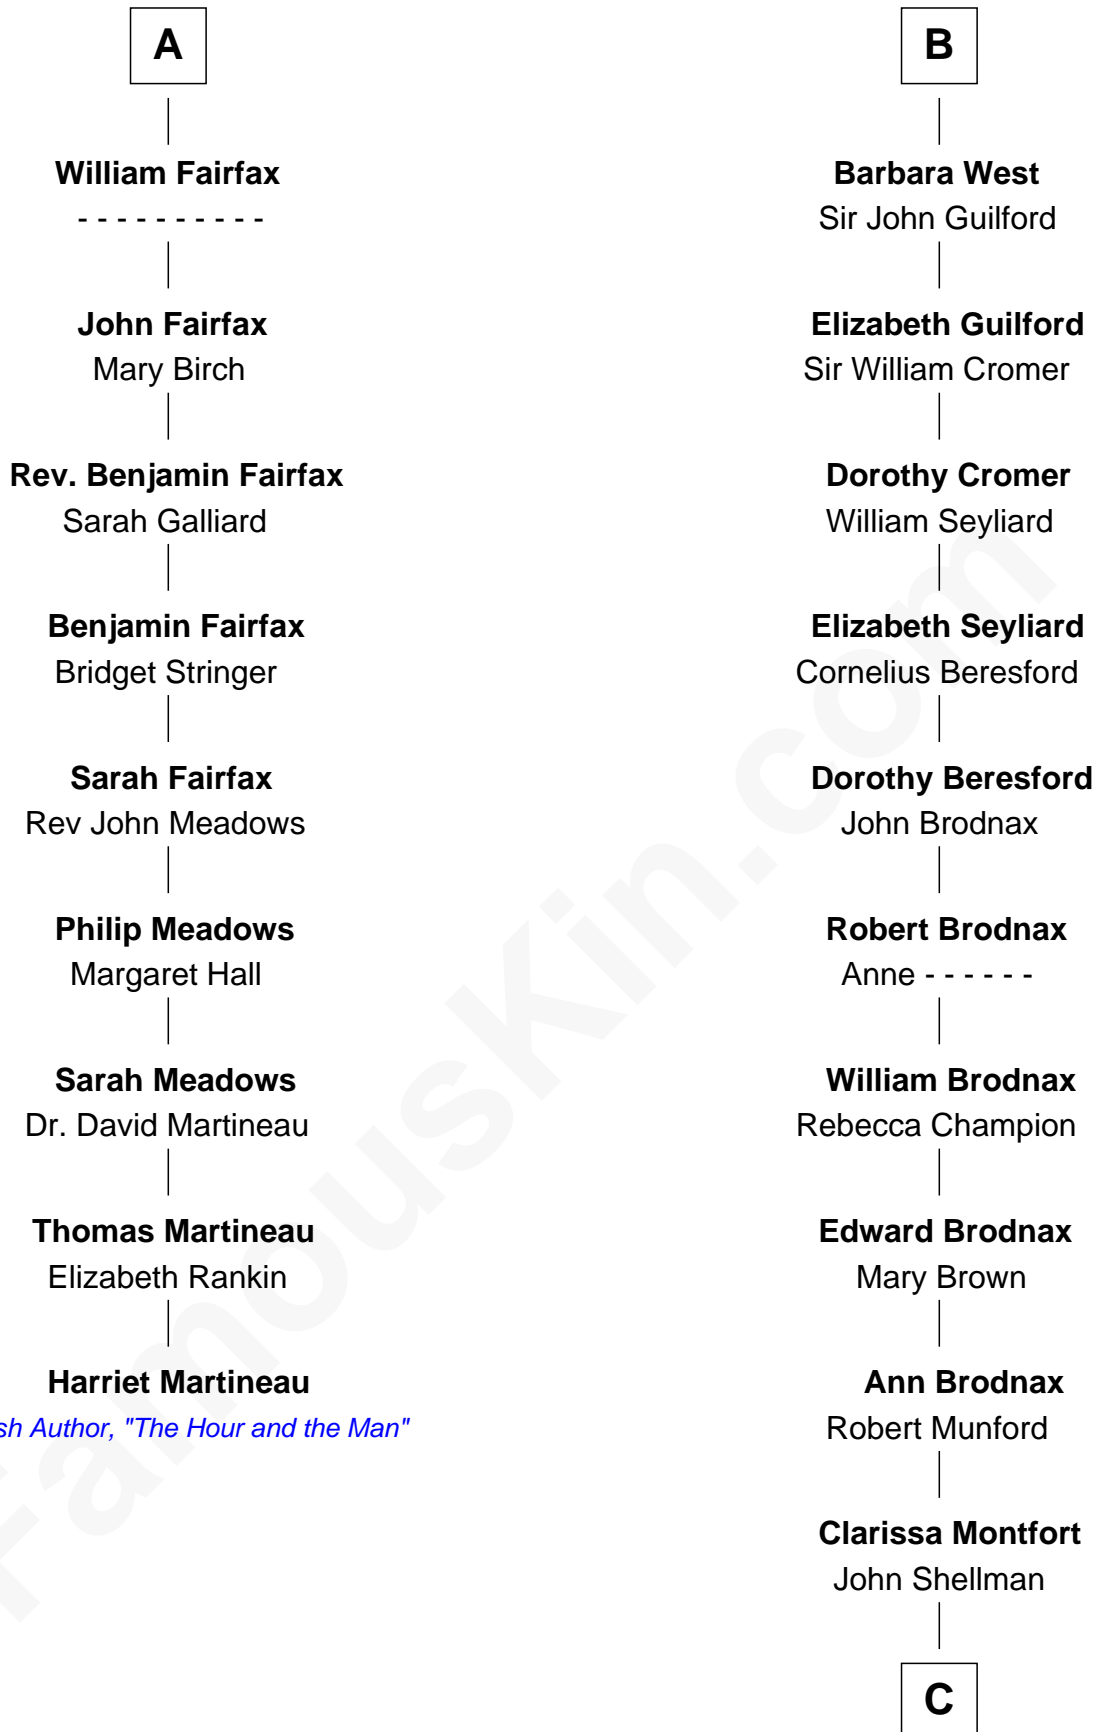 A
William Fairfax
- - - - - - - - - -
John Fairfax
Mary Birch
Rev. Benjamin Fairfax
Sarah Galliard
Benjamin Fairfax
Bridget Stringer
Sarah Fairfax
Rev John Meadows
Philip Meadows
Margaret Hall
Sarah Meadows
Dr. David Martineau
Thomas Martineau
Elizabeth Rankin
Harriet Martineau
Author, "The Hour and the Man"
B
Barbara West
Sir John Guilford
Elizabeth Guilford
Sir William Cromer
Dorothy Cromer
William Seyliard
Elizabeth Seyliard
Cornelius Beresford
Dorothy Beresford
John Brodnax
Robert Brodnax
Anne - - - - - -
William Brodnax
Rebecca Champion
Edward Brodnax
Mary Brown
Ann Brodnax
Robert Munford
Clarissa Montfort
John Shellman
C
FamousKin.com